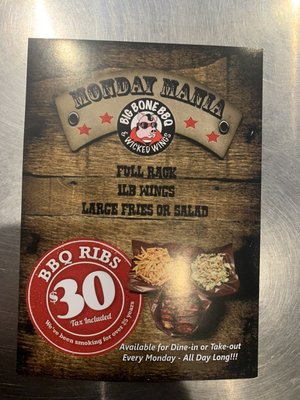 MONDAY MANIA
BIG BONE BBQ
& WICKED WINGS
FULL RACK
1LB WINGS
LARGE FRIES OR SALAD
BBQ RIBS
$30
Tax Included
We've been smoking for over 25 years
Available for Dine-in or Take-out
Every Monday - All Day Long!!!